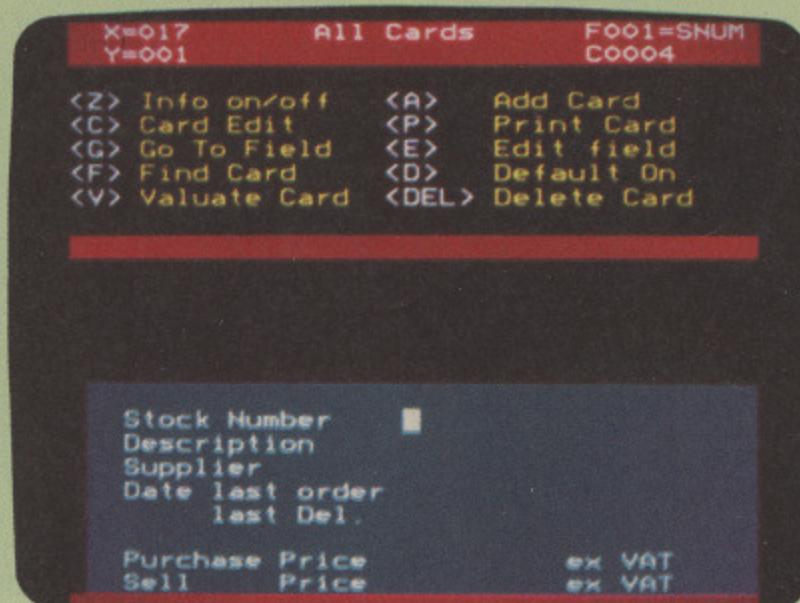 X=017 All Cards F001=SNUM
Y=001 C0004
<Z> Info on/off <A> Add Card
<C> Card Edit <P> Print Card
<G> Go To Field <E> Edit field
<F> Find Card <D> Default On
<V> Valuate Card <DEL> Delete Card
Stock Number
Description
Supplier
Date last order
last Del.
Purchase Price ex VAT
Sell Price ex VAT